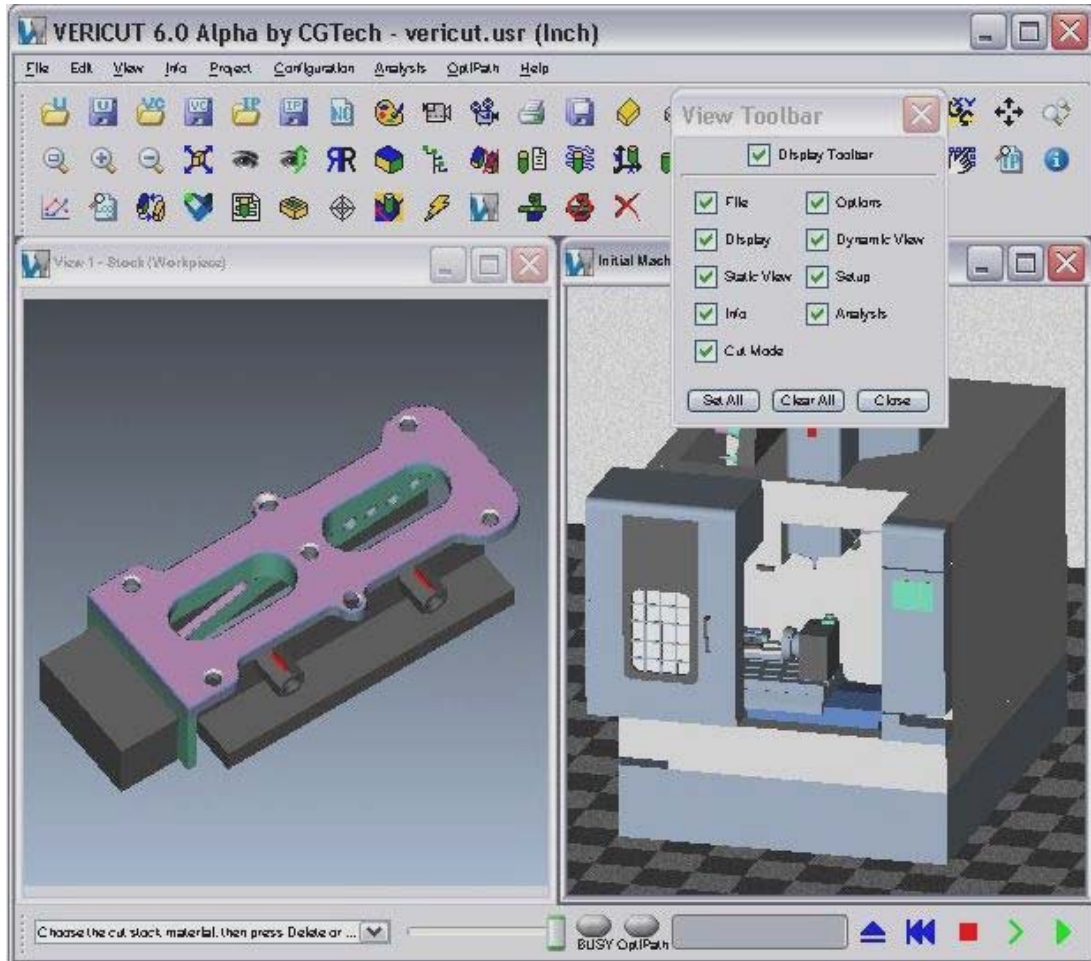 VERICUT 6.0 Alpha by CGTech - vericut.usr (Inch)
File Edit View Info Project Configuration Analysis OptiPath Help
View Toolbar
Display Toolbar
File Options
Display Dynamic View
Static View Setup
Info Analysis
Cut Mode
Set All Clear All Close
View 1 - Stock (Workpiece)
Initial Mach
Choose the cut stock material, then press Delete or ...
BUSY OptiPath